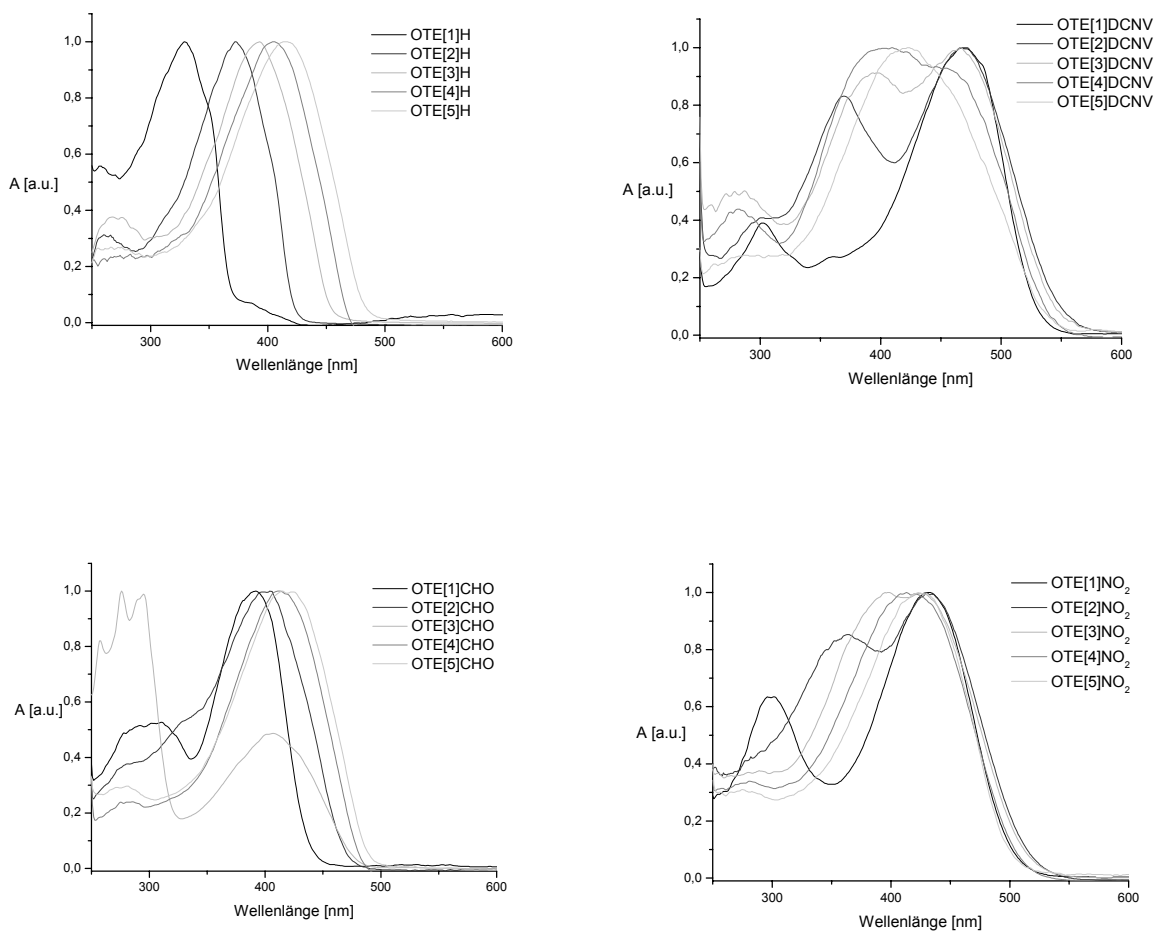 OTE[1]H
OTE[2]H
OTE[3]H
OTE[4]H
OTE[5]H
1,0
0,8
0,6
A [a.u.]
0,4
0,2
0,0
300
400
500
600
Wellenlänge [nm]
OTE[1]DCNV
OTE[2]DCNV
OTE[3]DCNV
OTE[4]DCNV
OTE[5]DCNV
1,0
0,8
0,6
A [a.u.]
0,4
0,2
0,0
300
400
500
600
Wellenlänge [nm]
OTE[1]CHO
OTE[2]CHO
OTE[3]CHO
OTE[4]CHO
OTE[5]CHO
1,0
0,8
0,6
A [a.u.]
0,4
0,2
0,0
300
400
500
600
Wellenlänge [nm]
OTE[1]NO₂
OTE[2]NO₂
OTE[3]NO₂
OTE[4]NO₂
OTE[5]NO₂
1,0
0,8
0,6
A [a.u.]
0,4
0,2
0,0
300
400
500
600
Wellenlänge [nm]